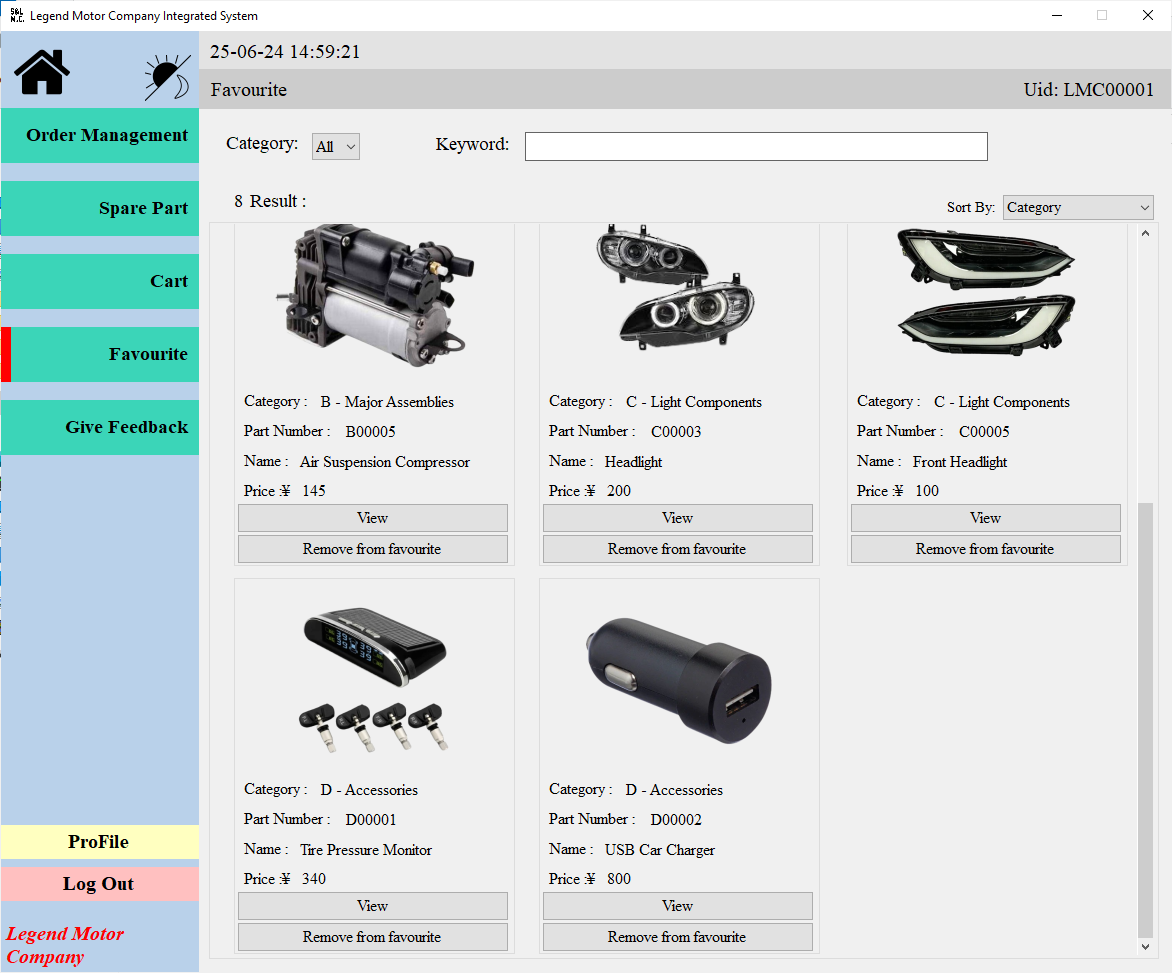 S&L
M.C.
Legend Motor Company Integrated System
25-06-24 14:59:21
Favourite
Uid: LMC00001
Order Management
Spare Part
Cart
Favourite
Give Feedback
ProFile
Log Out
Legend Motor
Company
Category:
All
Keyword:
8 Result :
Sort By:
Category
Category : B - Major Assemblies
Part Number : B00005
Name : Air Suspension Compressor
Price :¥ 145
View
Remove from favourite
Category : C - Light Components
Part Number : C00003
Name : Headlight
Price :¥ 200
View
Remove from favourite
Category : C - Light Components
Part Number : C00005
Name : Front Headlight
Price :¥ 100
View
Remove from favourite
Category : D - Accessories
Part Number : D00001
Name : Tire Pressure Monitor
Price :¥ 340
View
Remove from favourite
Category : D - Accessories
Part Number : D00002
Name : USB Car Charger
Price :¥ 800
View
Remove from favourite